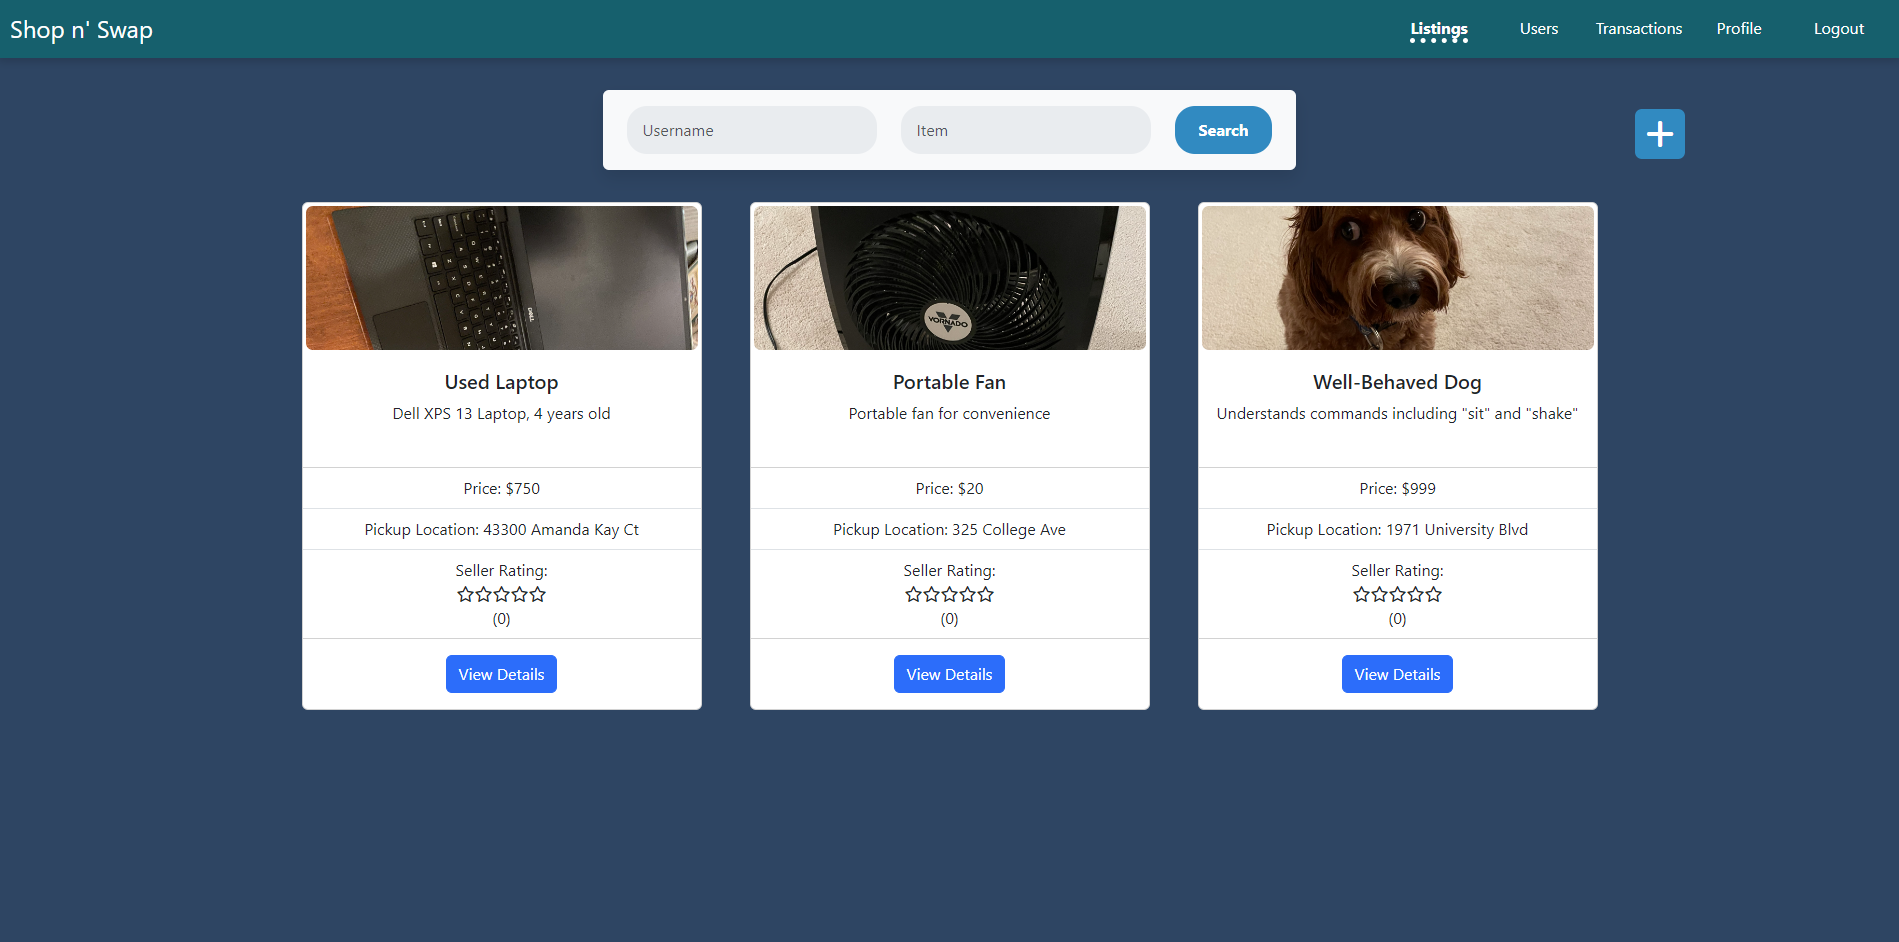 Shop n' Swap
Listings
Users
Transactions
Profile
Logout
Username
Item
Search
DELL
VORNADO
Used Laptop
Dell XPS 13 Laptop, 4 years old
Price: $750
Pickup Location: 43300 Amanda Kay Ct
Seller Rating:
(0)
View Details
Portable Fan
Portable fan for convenience
Price: $20
Pickup Location: 325 College Ave
Seller Rating:
(0)
View Details
Well-Behaved Dog
Understands commands including "sit" and "shake"
Price: $999
Pickup Location: 1971 University Blvd
Seller Rating:
(0)
View Details